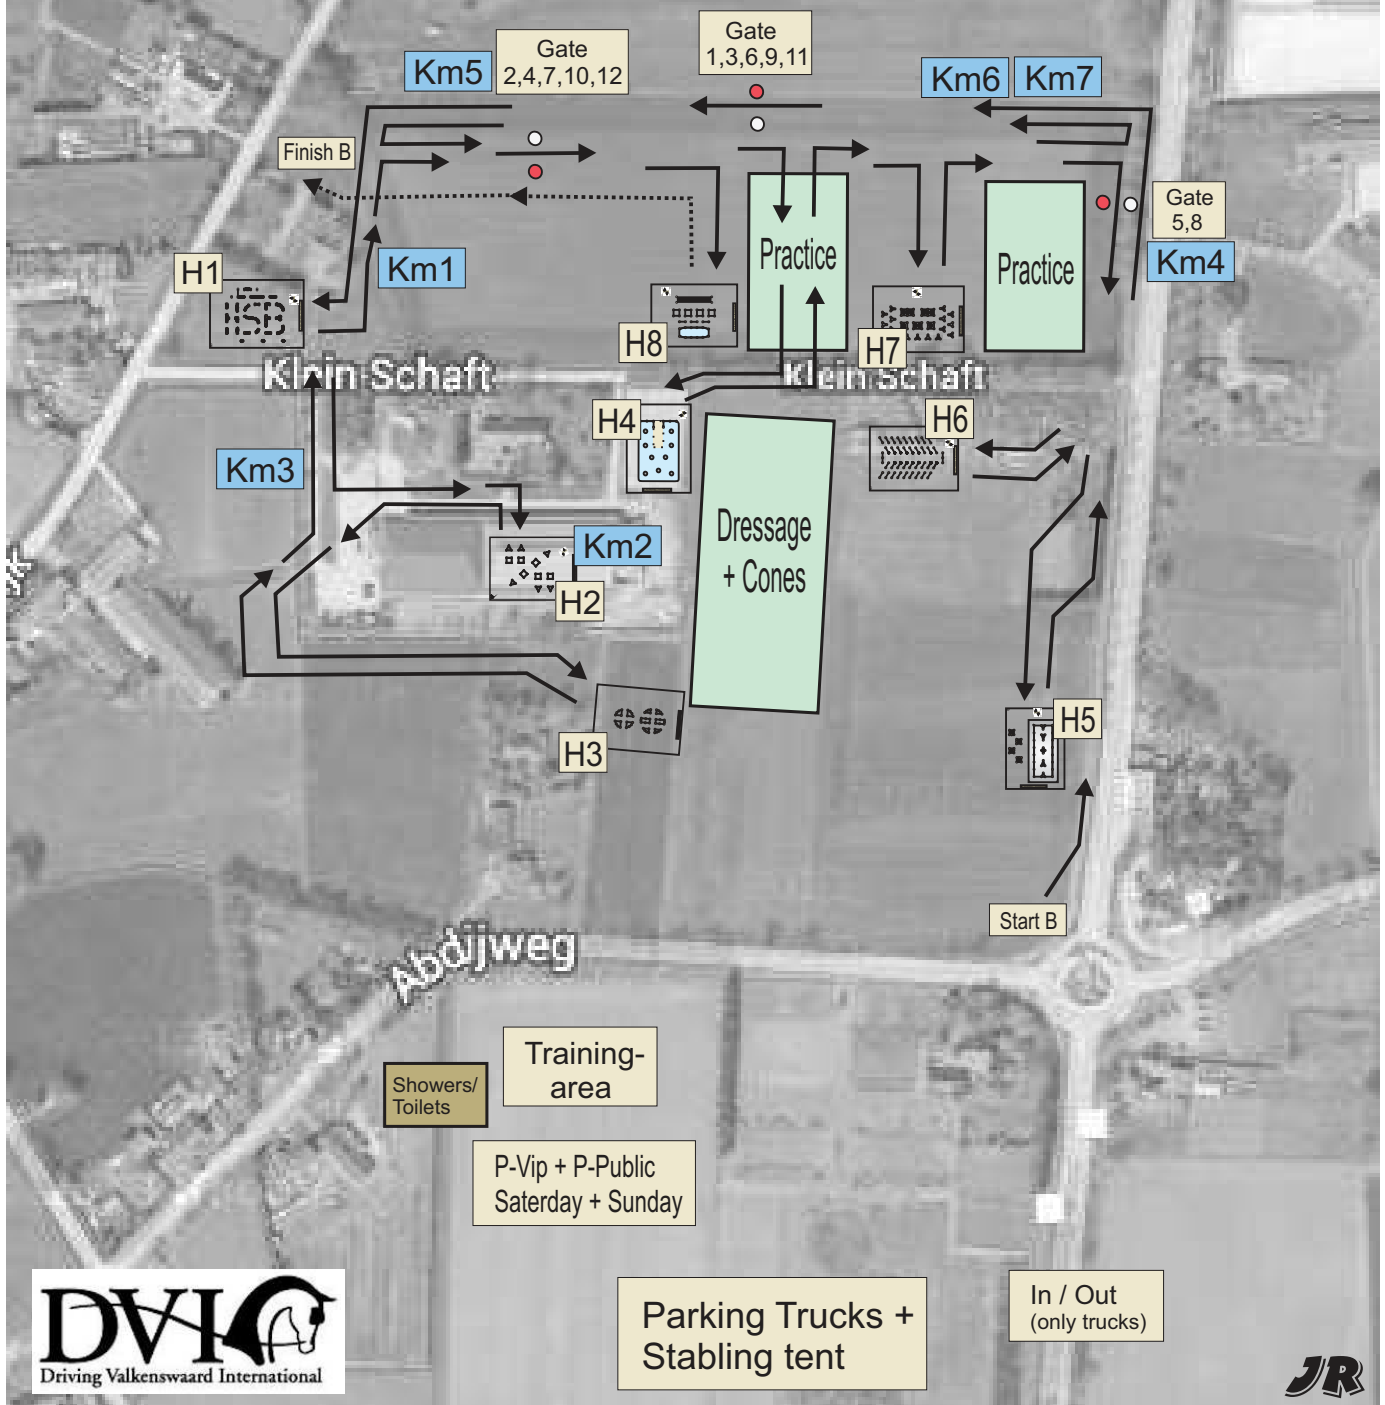 Km5
Gate
2,4,7,10,12
Gate
1,3,6,9,11
Km6
Km7
Finish B
Gate
5,8
Km4
H1
Km1
Practice
Practice
HSB
H8
H7
Klein Schaft
Klein Schaft
H4
H6
Km3
Dressage
+ Cones
Km2
H2
H3
H5
Start B
Abdijweg
Training-
area
Showers/
Toilets
P-Vip + P-Public
Saterday + Sunday
Parking Trucks +
Stabling tent
In / Out
(only trucks)
DVI
Driving Valkenswaard International
JR